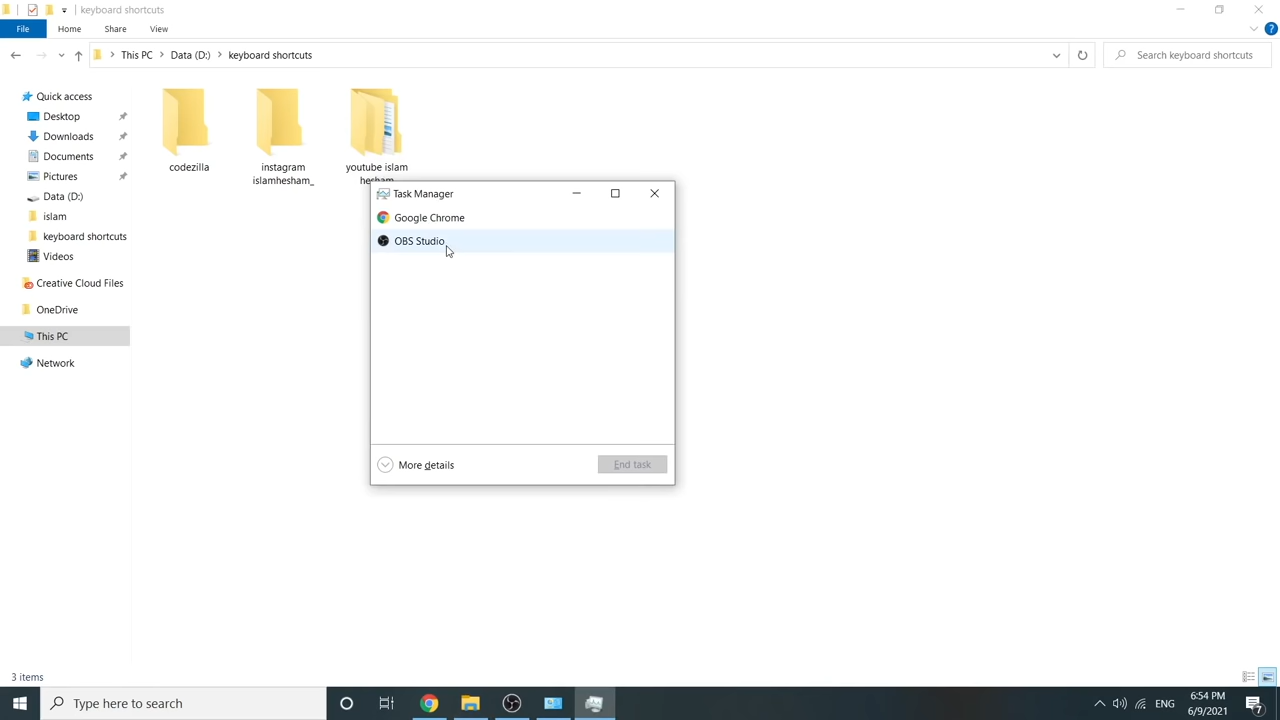 keyboard shortcuts
File Home Share View
This PC Data (D:) keyboard shortcuts
Search keyboard shortcuts
Quick access
Desktop
Downloads
Documents
Pictures
Data (D:)
islam
keyboard shortcuts
Videos
Creative Cloud Files
OneDrive
This PC
Network
codezilla
instagram
islamhesham_
youtube islam
hesham
Task Manager
Google Chrome
OBS Studio
More details
End task
3 items
Type here to search
ENG
6:54 PM
6/9/2021
7